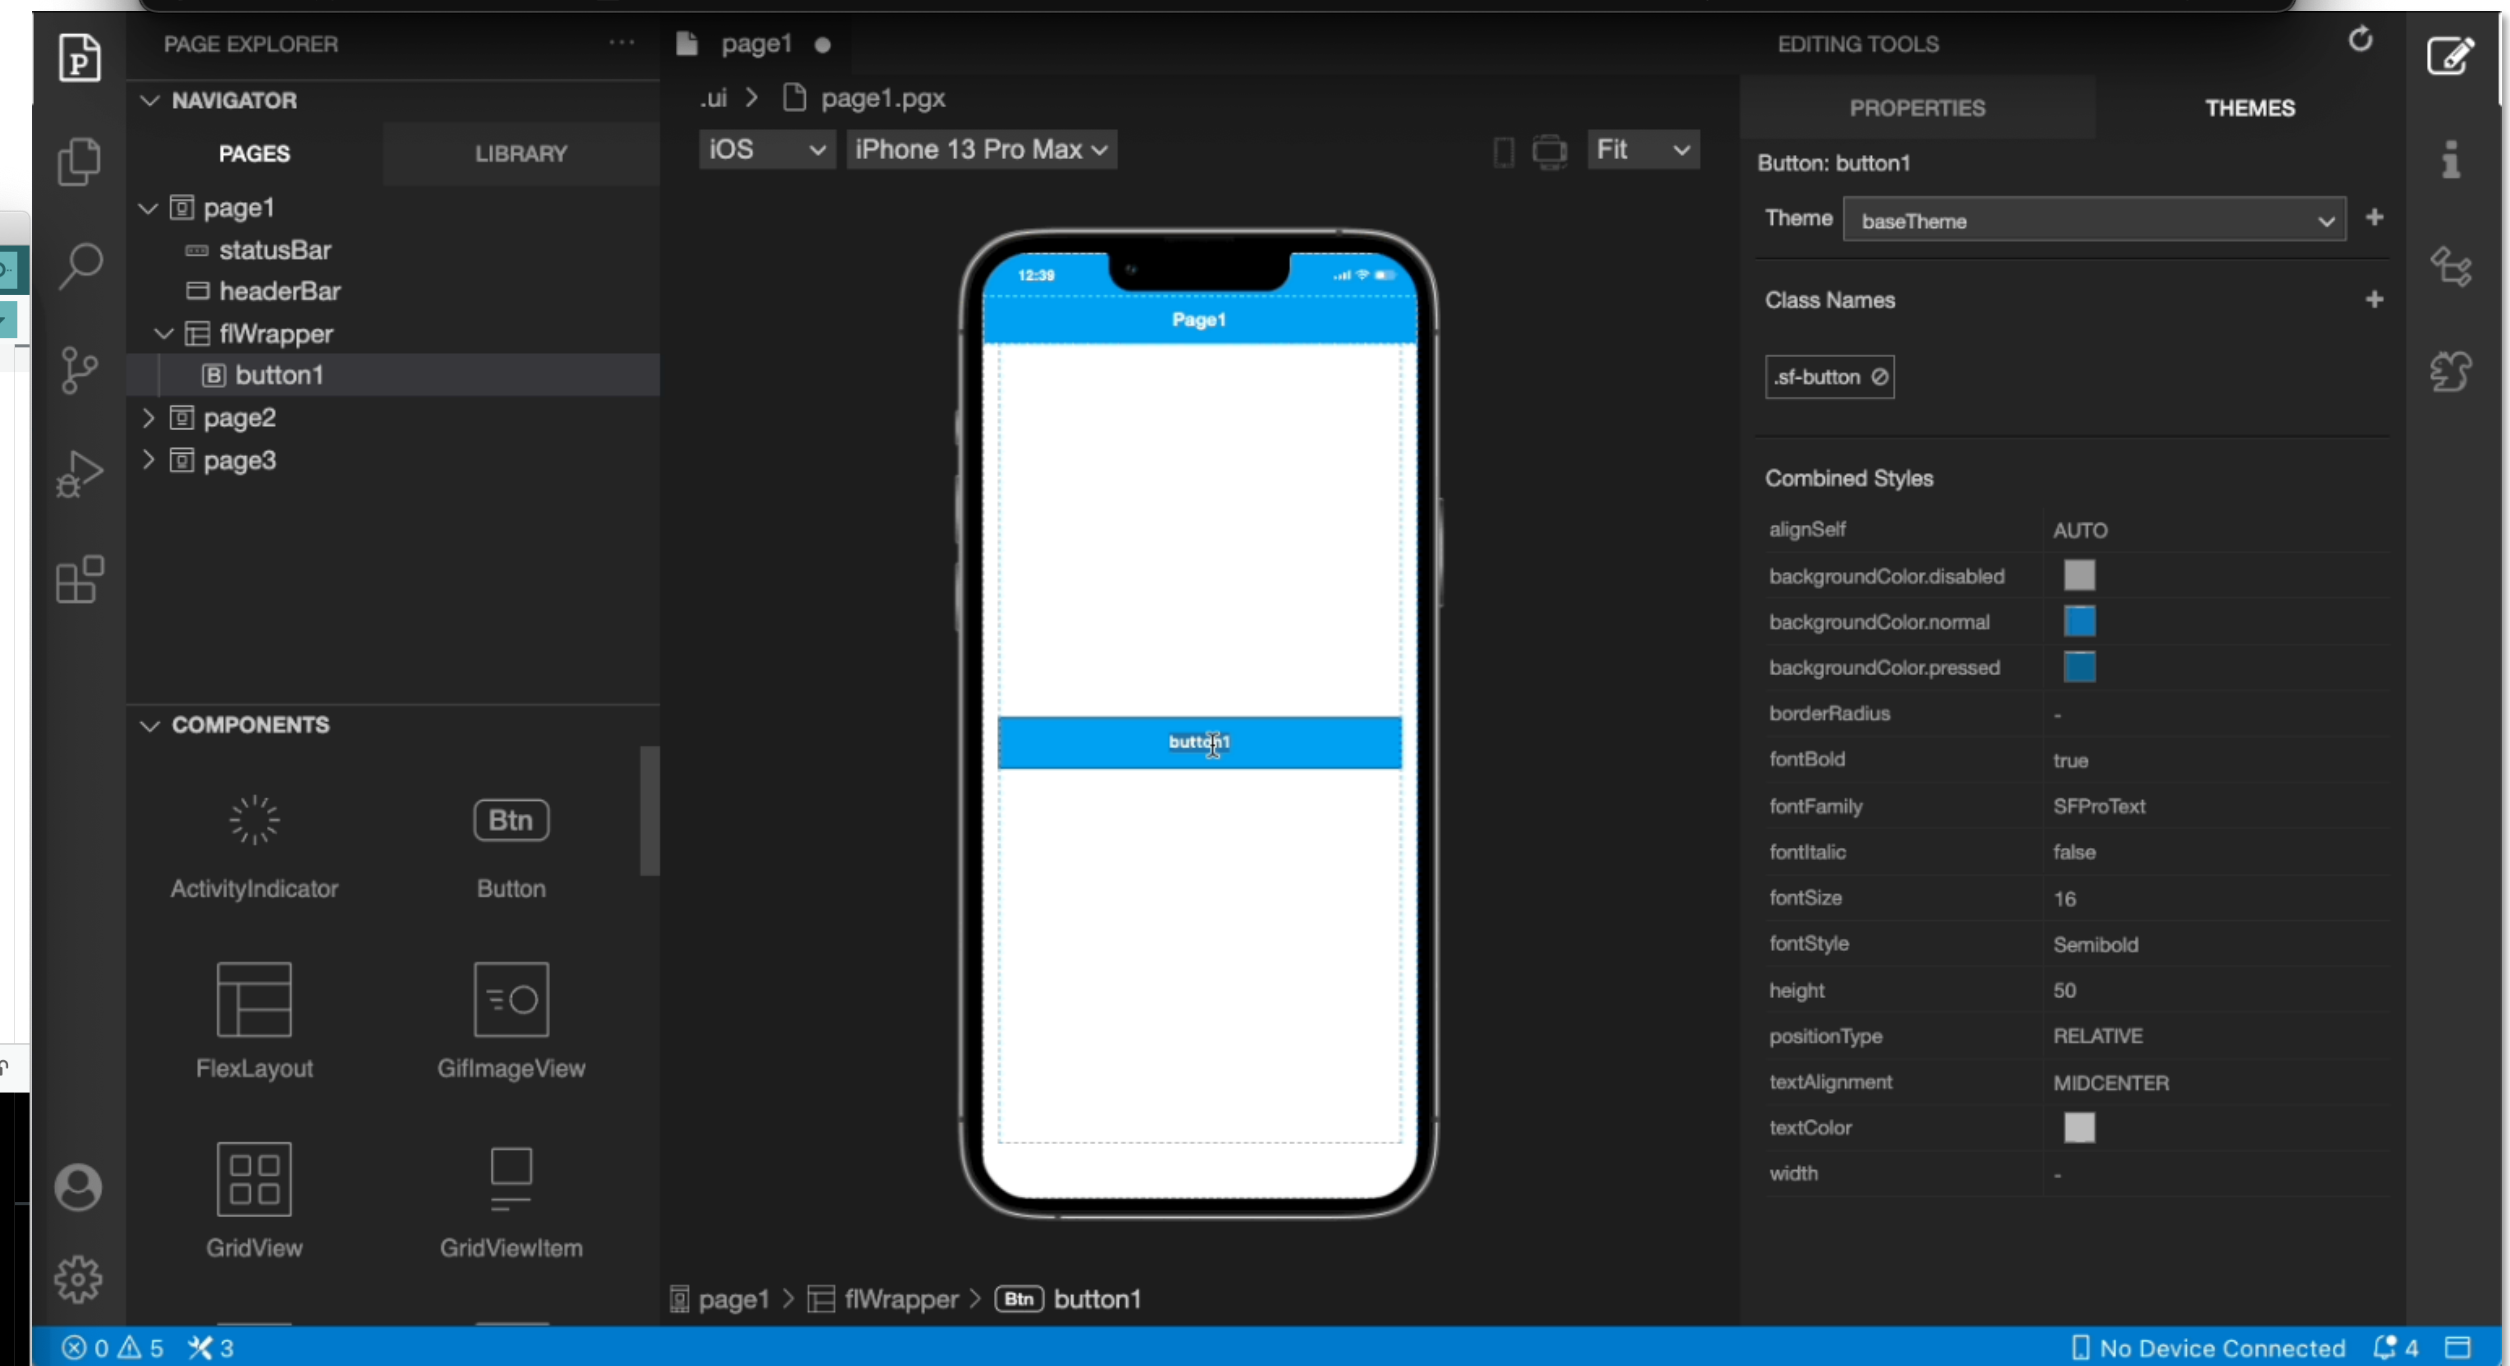 PAGE EXPLORER
NAVIGATOR
PAGES
LIBRARY
page1
statusBar
headerBar
flWrapper
B button1
page2
page3
COMPONENTS
ActivityIndicator
Btn
Button
FlexLayout
GifImageView
GridView
GridViewItem
page1
.ui > page1.pgx
iOS
iPhone 13 Pro Max
Fit
12:39
Page1
button1
page1 > flWrapper > Btn button1
EDITING TOOLS
PROPERTIES
THEMES
Button: button1
Theme baseTheme +
Class Names +
.sf-button
Combined Styles
alignSelf AUTO
backgroundColor.disabled
backgroundColor.normal
backgroundColor.pressed
borderRadius -
fontBold true
fontFamily SFProText
fontItalic false
fontSize 16
fontStyle Semibold
height 50
positionType RELATIVE
textAlignment MIDCENTER
textColor
width -
0 5 3
No Device Connected 4